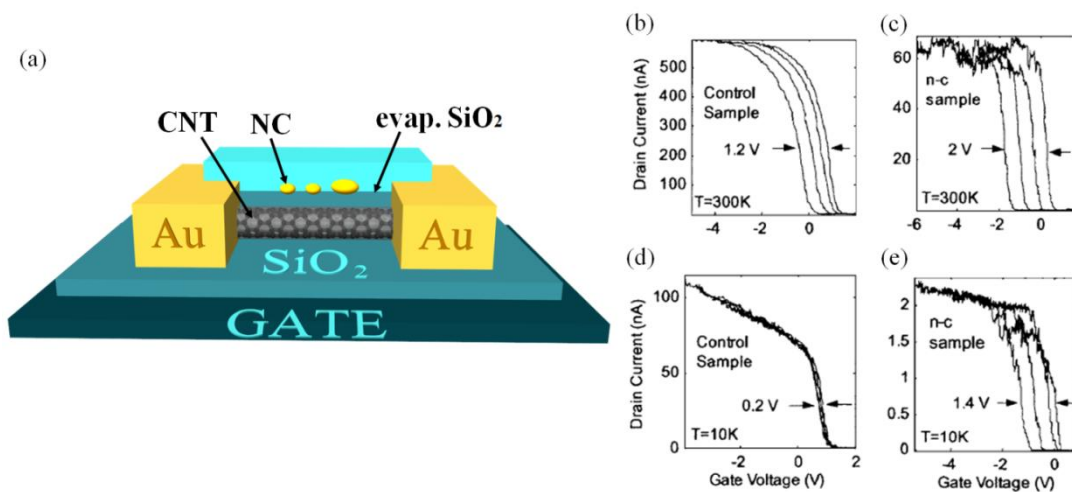 (a)
CNT
NC
evap. SiO₂
Au
Au
SiO₂
GATE
(b)
Drain Current (nA)
500
400
300
200
100
Control
Sample
1.2 V
T=300K
-4
-2
0
(c)
60
40
20
n-c
sample
2 V
T=300K
-6
-4
-2
0
(d)
Drain Current (nA)
100
50
0
Control
Sample
0.2 V
T=10K
-2
0
2
Gate Voltage (V)
(e)
2
1.5
1
0.5
0
n-c
sample
1.4 V
T=10K
-4
-2
0
Gate Voltage (V)